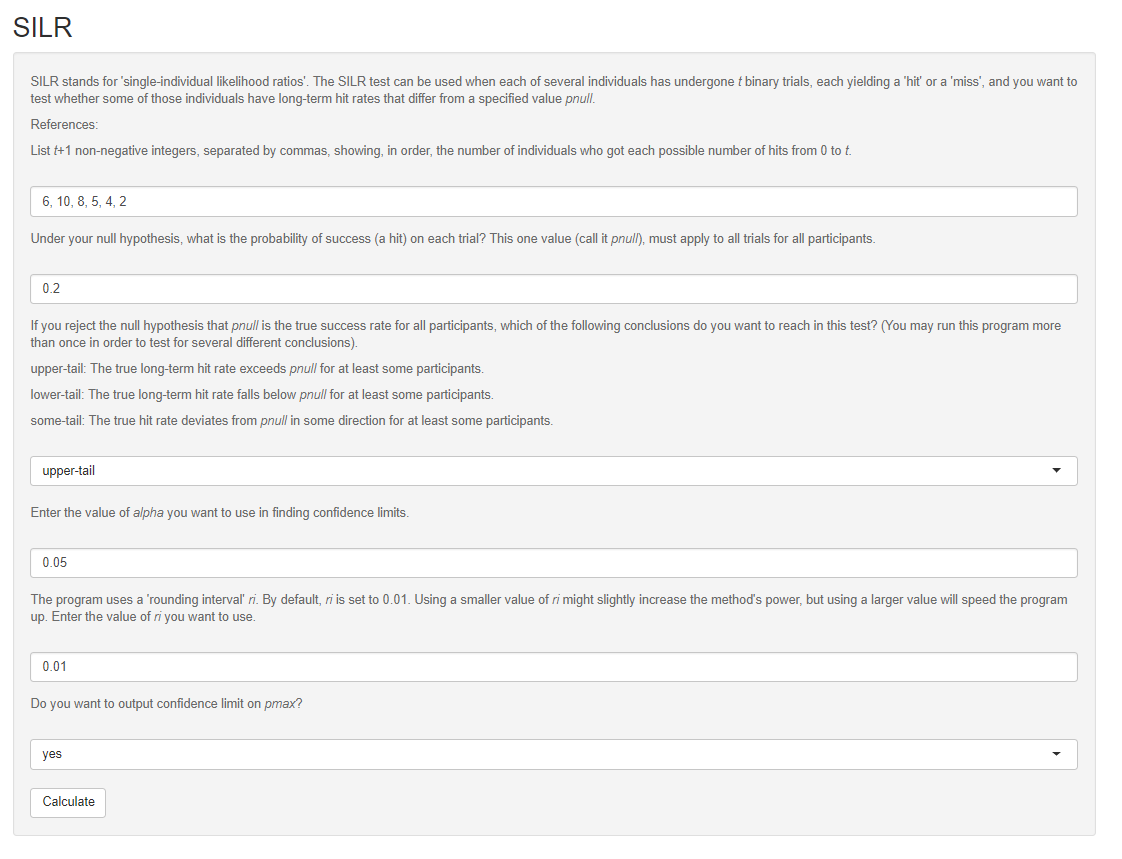 SILR
SILR stands for 'single-individual likelihood ratios'. The SILR test can be used when each of several individuals has undergone t binary trials, each yielding a 'hit' or a 'miss', and you want to
test whether some of those individuals have long-term hit rates that differ from a specified value pnull.
References:
List t+1 non-negative integers, separated by commas, showing, in order, the number of individuals who got each possible number of hits from 0 to t.
6, 10, 8, 5, 4, 2
Under your null hypothesis, what is the probability of success (a hit) on each trial? This one value (call it pnull), must apply to all trials for all participants.
0.2
If you reject the null hypothesis that pnull is the true success rate for all participants, which of the following conclusions do you want to reach in this test? (You may run this program more
than once in order to test for several different conclusions).
upper-tail: The true long-term hit rate exceeds pnull for at least some participants.
lower-tail: The true long-term hit rate falls below pnull for at least some participants.
some-tail: The true hit rate deviates from pnull in some direction for at least some participants.
upper-tail
Enter the value of alpha you want to use in finding confidence limits.
0.05
The program uses a 'rounding interval' ri. By default, ri is set to 0.01. Using a smaller value of ri might slightly increase the method's power, but using a larger value will speed the program
up. Enter the value of ri you want to use.
0.01
Do you want to output confidence limit on pmax?
yes
Calculate